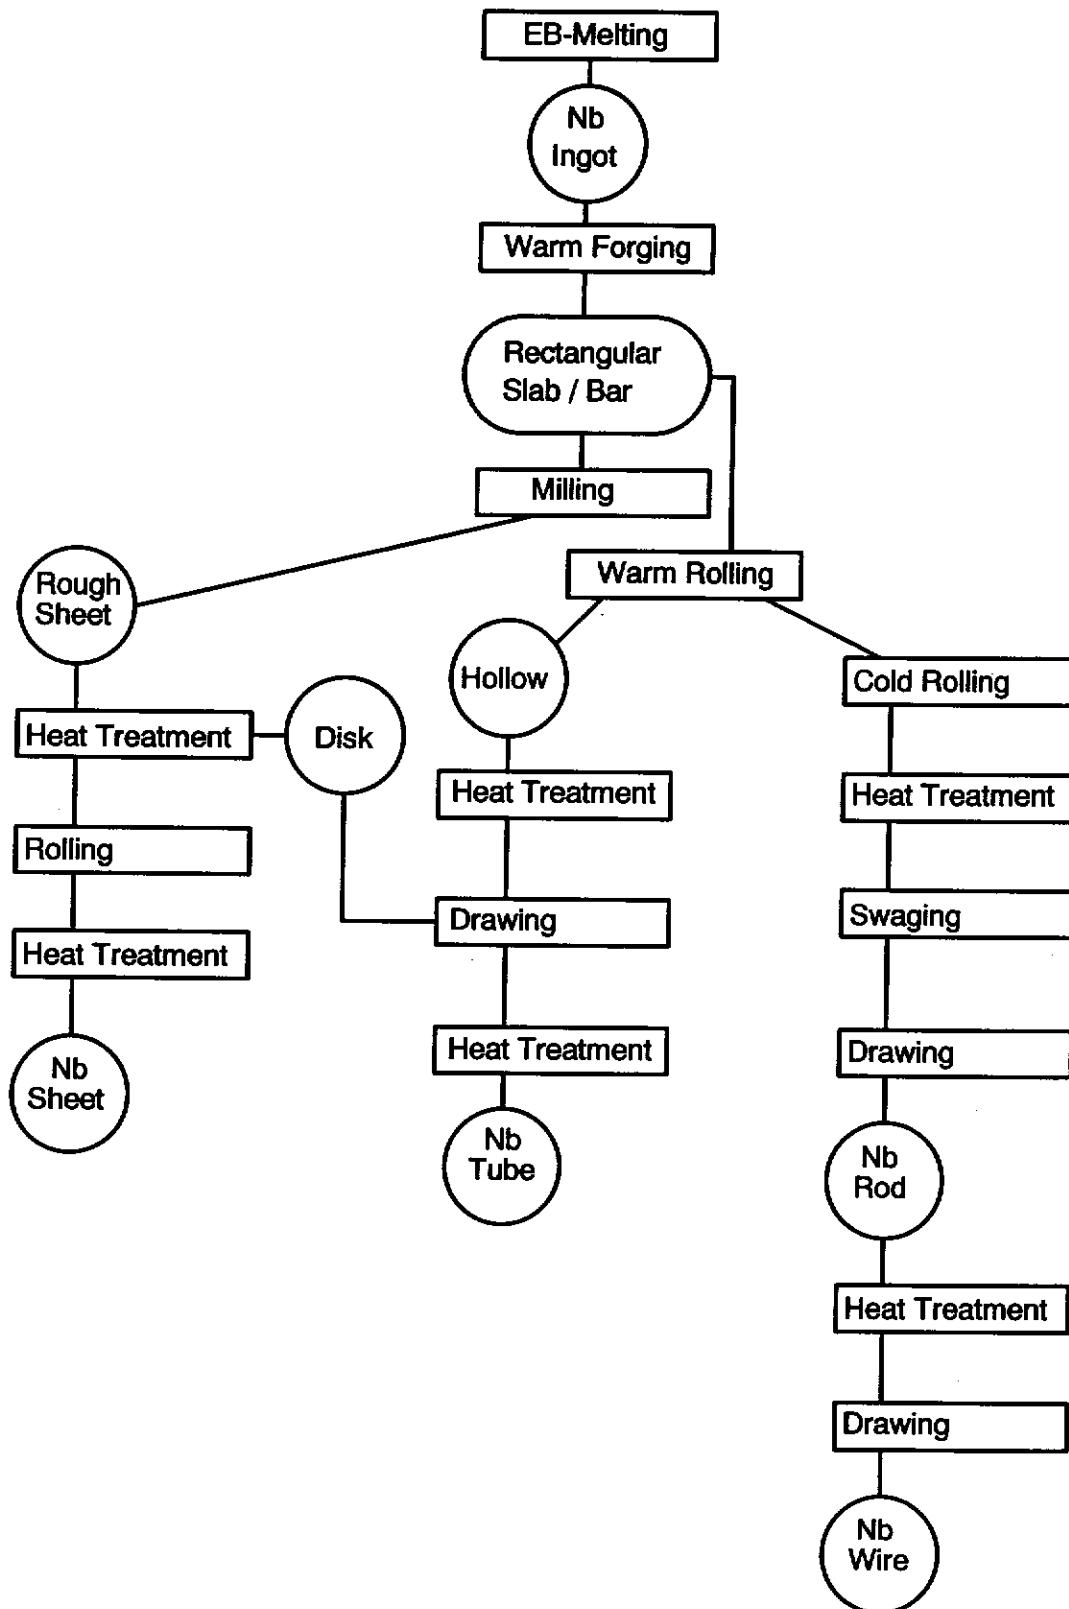 EB-Melting
Nb
Ingot
Warm Forging
Rectangular
Slab / Bar
Milling
Warm Rolling
Rough
Sheet
Hollow
Cold Rolling
Heat Treatment
Disk
Heat Treatment
Heat Treatment
Rolling
Drawing
Swaging
Heat Treatment
Heat Treatment
Drawing
Nb
Sheet
Nb
Tube
Nb
Rod
Heat Treatment
Drawing
Nb
Wire